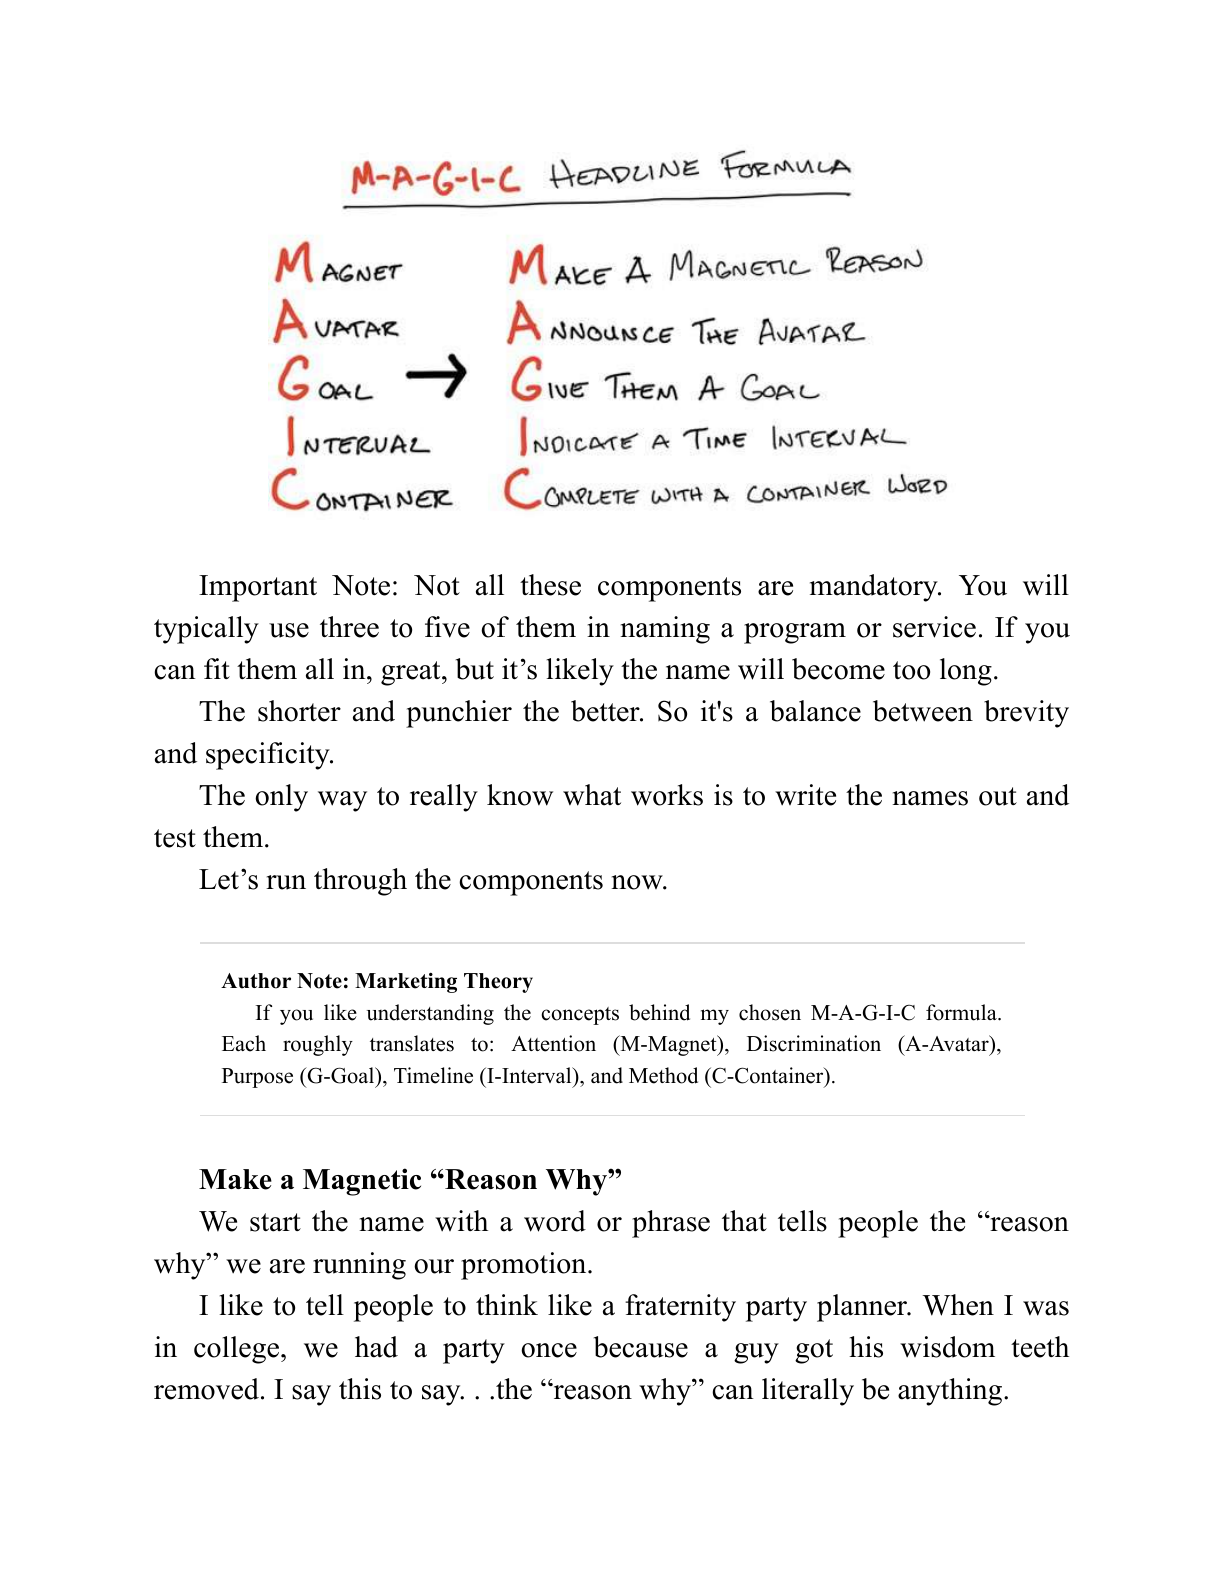 M-A-G-I-C HEADLINE FORMULA
MAGNET
AVATAR
GOAL
INTERVAL
CONTAINER
→
MAKE A MAGNETIC REASON
ANNOUNCE THE AVATAR
GIVE THEM A GOAL
INDICATE A TIME INTERVAL
COMPLETE WITH A CONTAINER WORD
Important Note: Not all these components are mandatory. You will
typically use three to five of them in naming a program or service. If you
can fit them all in, great, but it’s likely the name will become too long.
The shorter and punchier the better. So it's a balance between brevity
and specificity.
The only way to really know what works is to write the names out and
test them.
Let’s run through the components now.
Author Note: Marketing Theory
If you like understanding the concepts behind my chosen M-A-G-I-C formula.
Each roughly translates to: Attention (M-Magnet), Discrimination (A-Avatar),
Purpose (G-Goal), Timeline (I-Interval), and Method (C-Container).
Make a Magnetic “Reason Why”
We start the name with a word or phrase that tells people the “reason
why” we are running our promotion.
I like to tell people to think like a fraternity party planner. When I was
in college, we had a party once because a guy got his wisdom teeth
removed. I say this to say. . .the “reason why” can literally be anything.